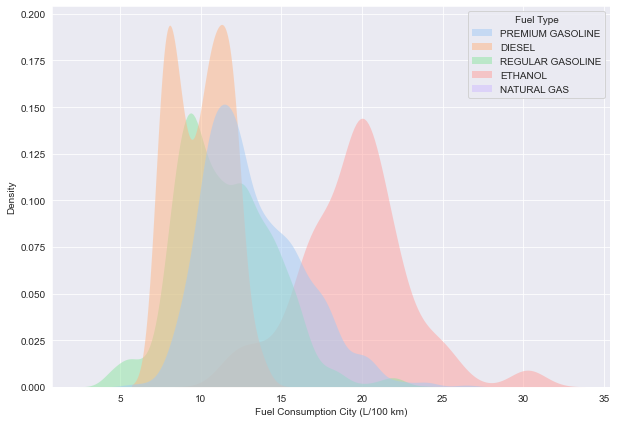 Fuel Type
PREMIUM GASOLINE
DIESEL
REGULAR GASOLINE
ETHANOL
NATURAL GAS
0.200
0.175
0.150
0.125
0.100
0.075
0.050
0.025
0.000
Density
5 10 15 20 25 30 35
Fuel Consumption City (L/100 km)